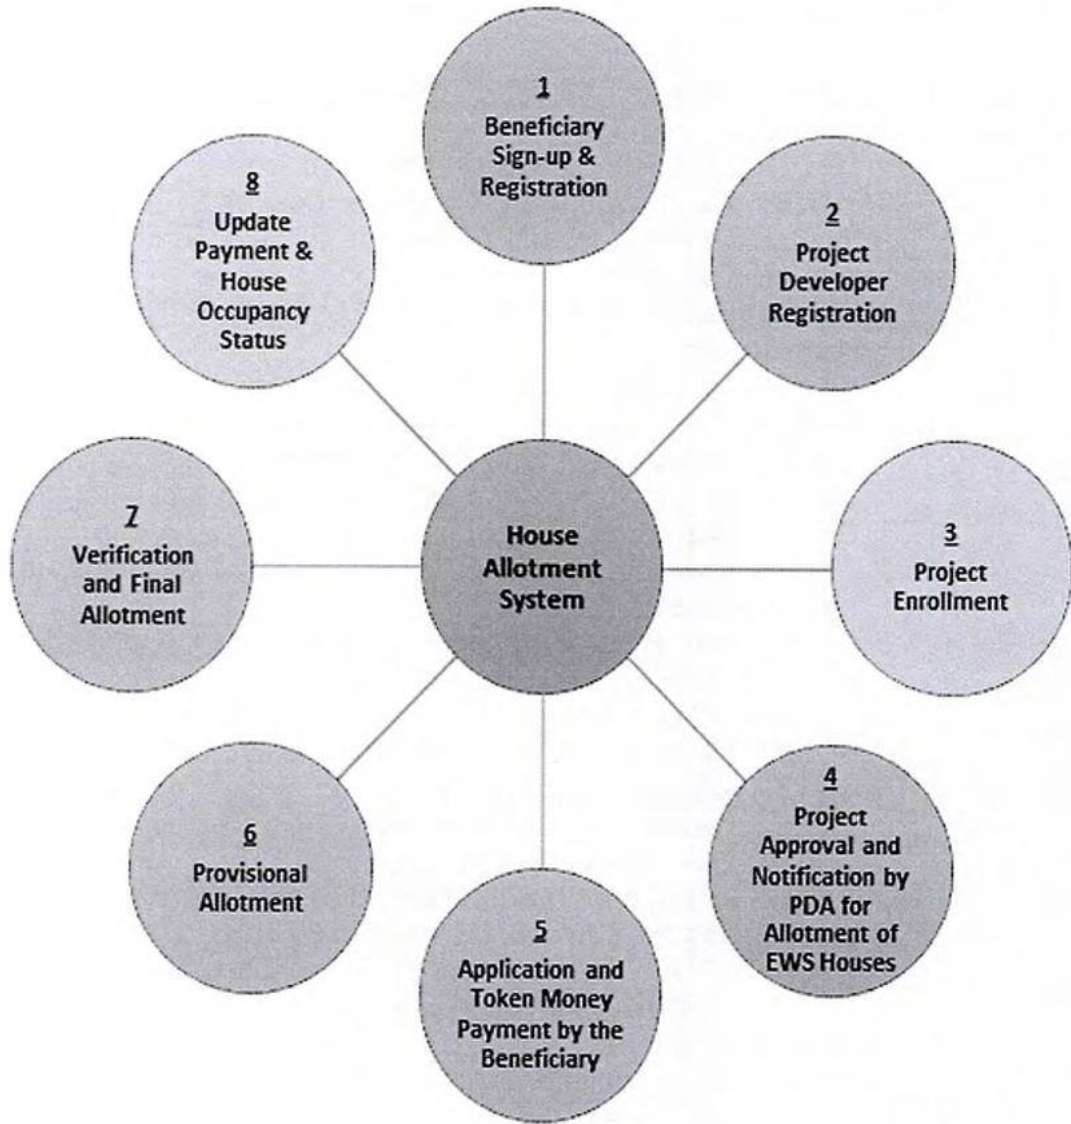 1
Beneficiary
Sign-up &
Registration
2
Project
Developer
Registration
3
Project
Enrollment
4
Project
Approval and
Notification by
PDA for
Allotment of
EWS Houses
5
Application and
Token Money
Payment by the
Beneficiary
6
Provisional
Allotment
7
Verification
and Final
Allotment
8
Update
Payment &
House
Occupancy
Status
House
Allotment
System